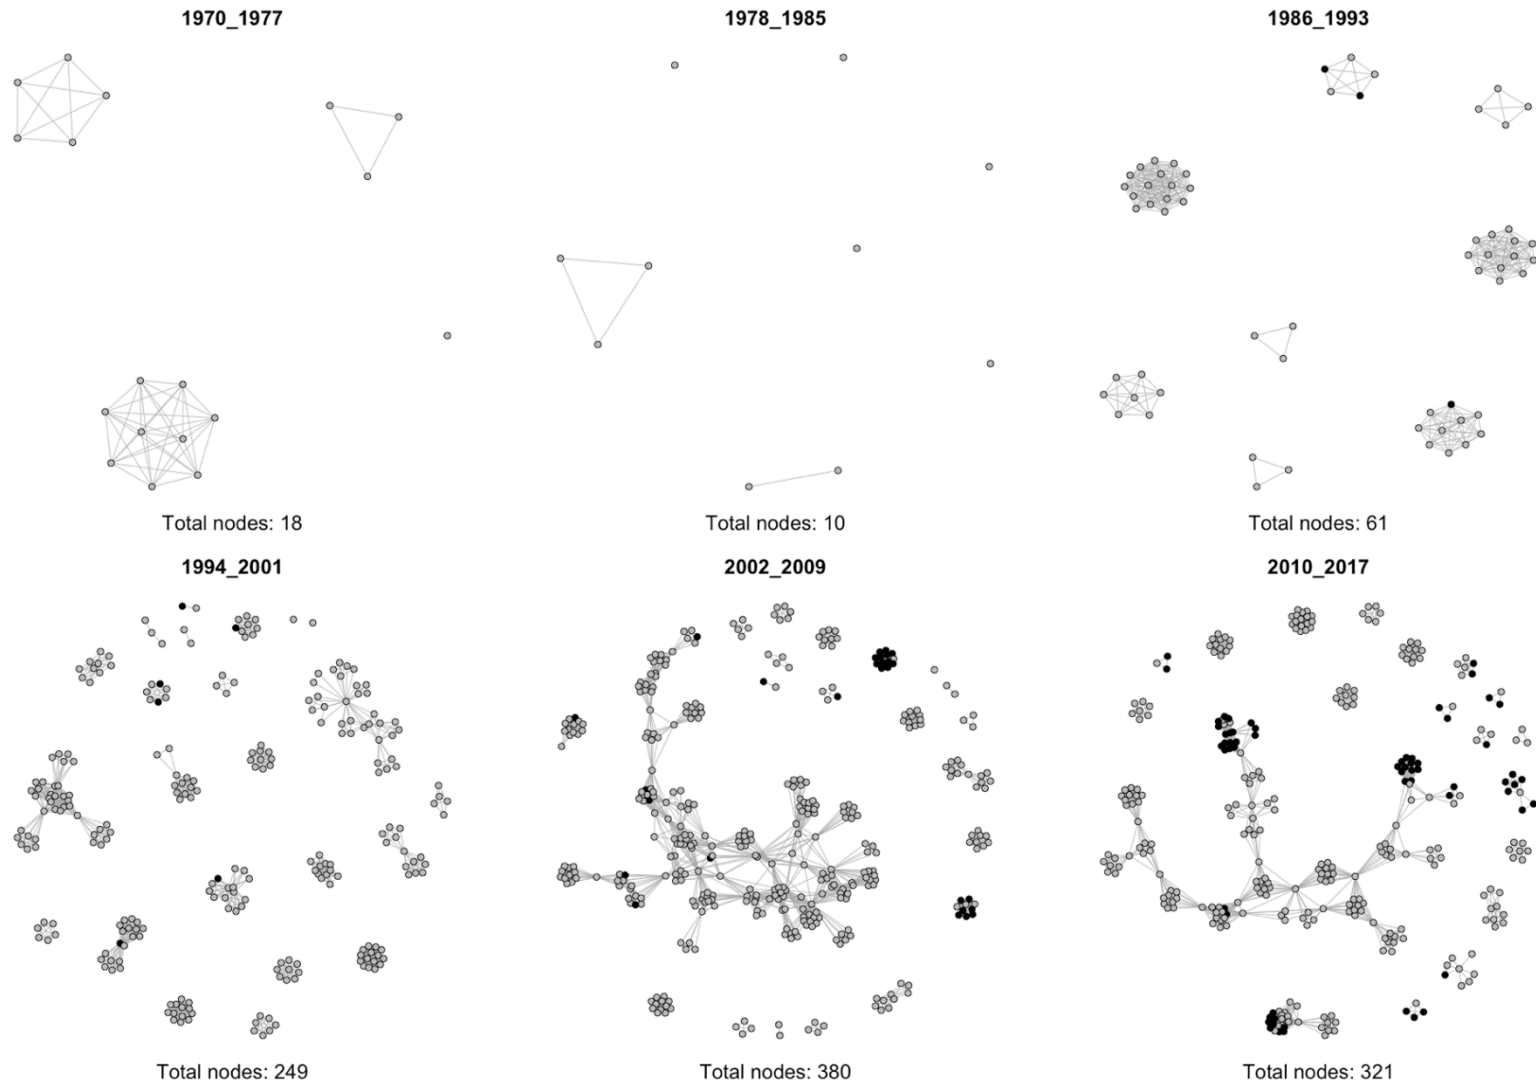 1970_1977
1978_1985
1986_1993
Total nodes: 18
Total nodes: 10
Total nodes: 61
1994_2001
2002_2009
2010_2017
Total nodes: 249
Total nodes: 380
Total nodes: 321